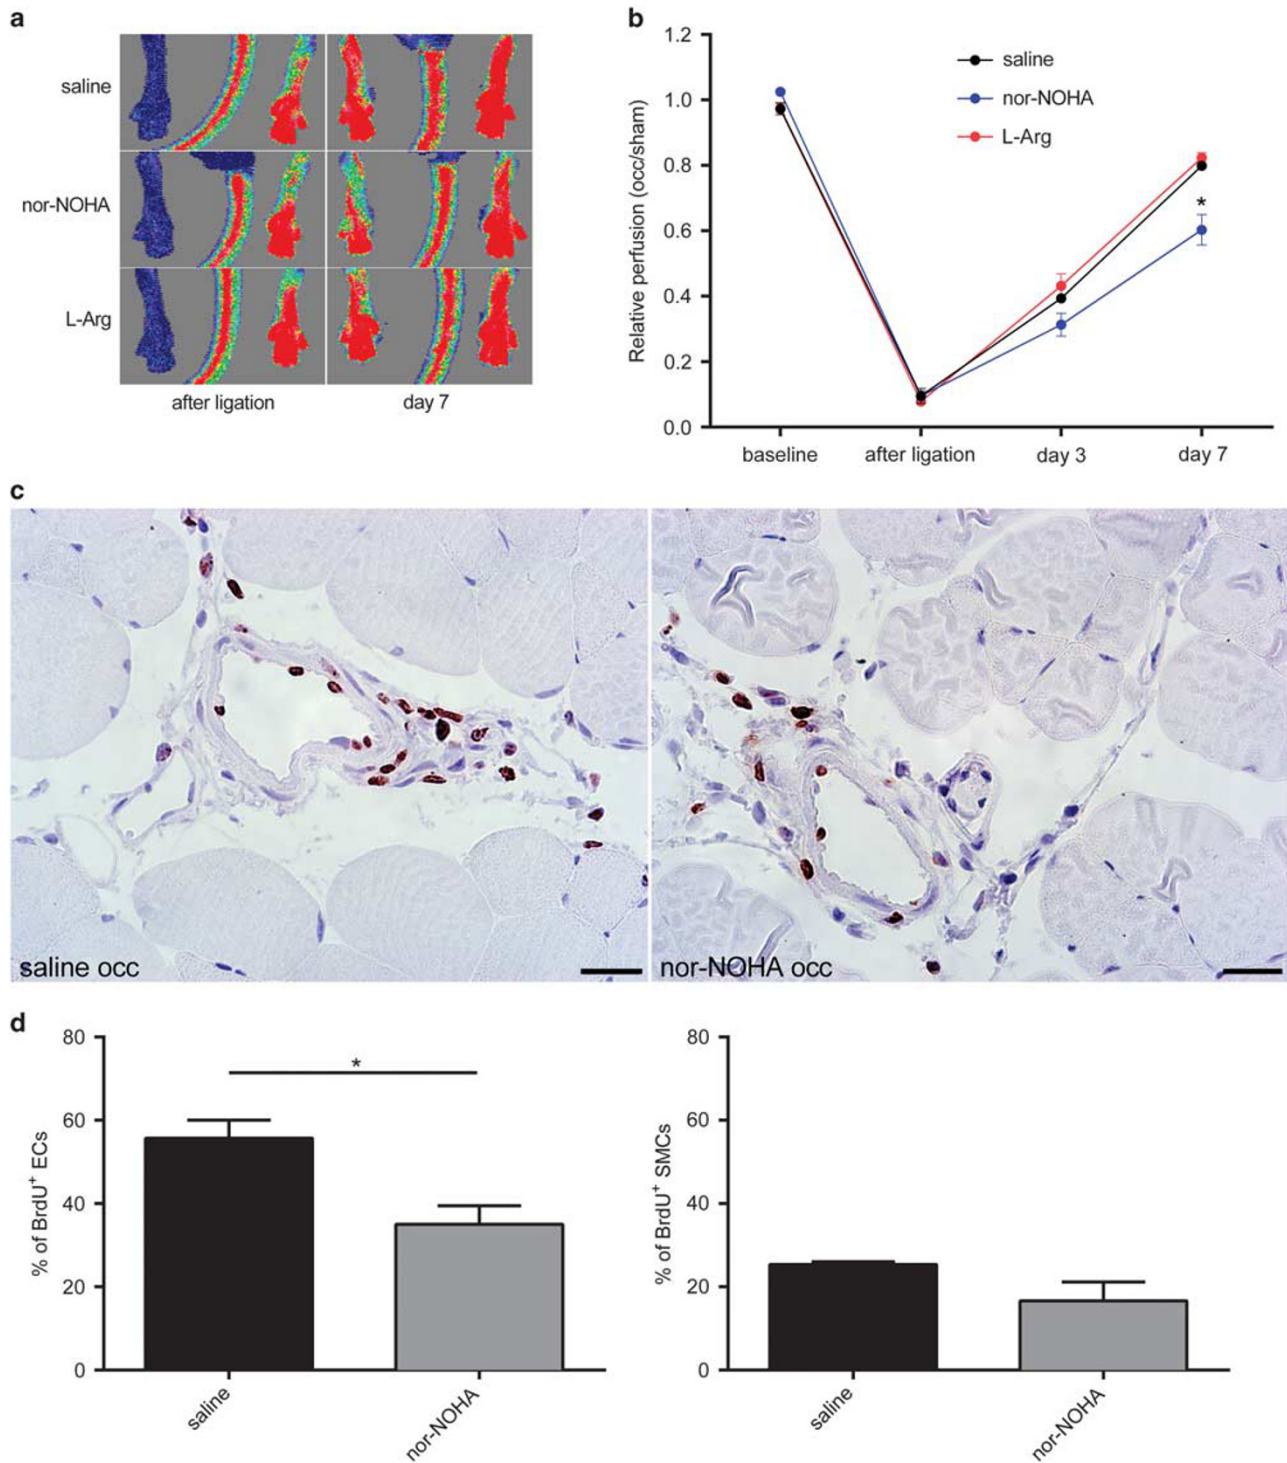 a
saline
nor-NOHA
L-Arg
after ligation
day 7
b
Relative perfusion (occ/sham)
1.2
1.0
0.8
0.6
0.4
0.2
0.0
saline
nor-NOHA
L-Arg
*
baseline
after ligation
day 3
day 7
c
saline occ
nor-NOHA occ
d
% of BrdU⁺ ECs
80
60
40
20
0
*
saline
nor-NOHA
% of BrdU⁺ SMCs
80
60
40
20
0
saline
nor-NOHA